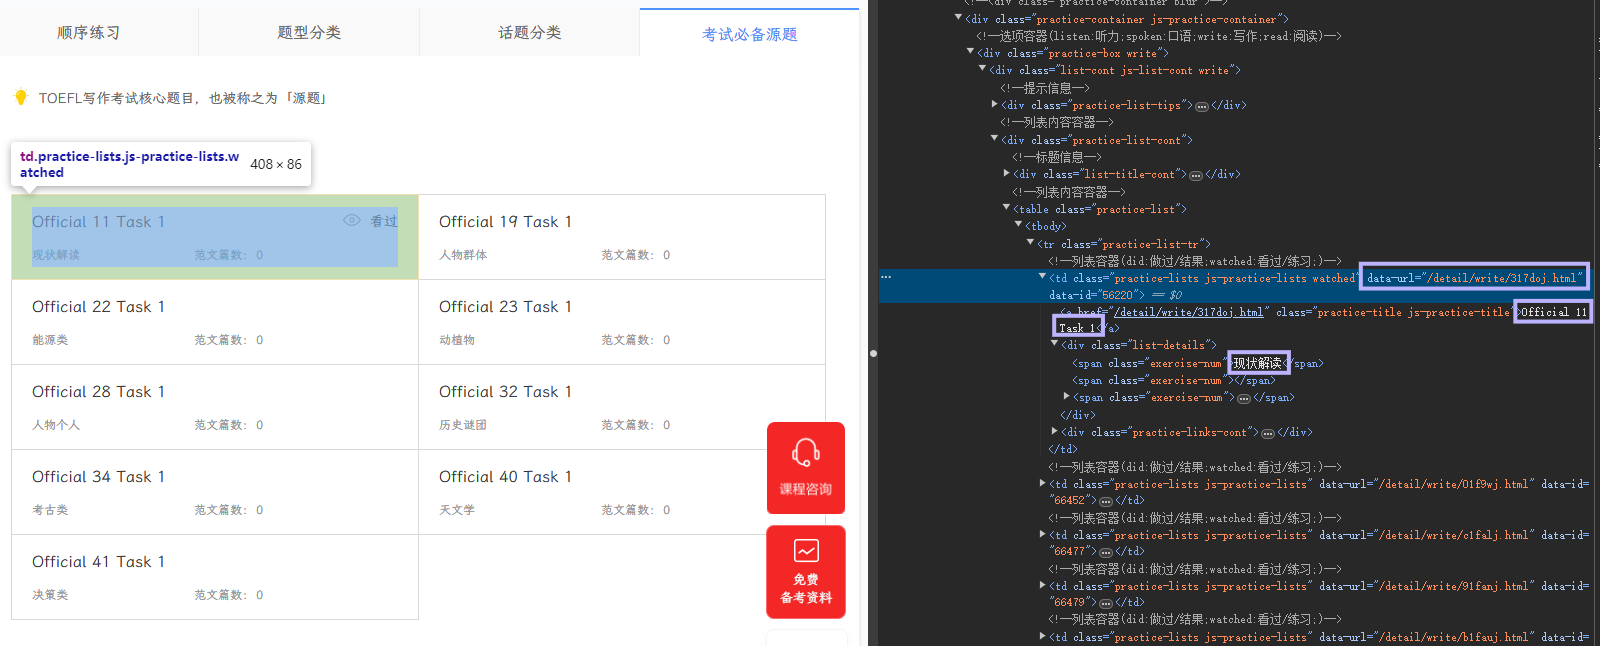 顺序练习
题型分类
话题分类
考试必备源题
TOEFL写作考试核心题目，也被称之为「源题」
td.practice-lists.js-practice-lists.w
atched
408 × 86
Official 11 Task 1
看过
现状解读
范文篇数： 0
Official 19 Task 1
人物群体
范文篇数： 0
Official 22 Task 1
能源类
范文篇数： 0
Official 23 Task 1
动植物
范文篇数： 0
Official 28 Task 1
人物个人
范文篇数： 0
Official 32 Task 1
历史谜团
范文篇数： 0
Official 34 Task 1
考古类
范文篇数： 0
Official 40 Task 1
天文学
范文篇数： 0
Official 41 Task 1
决策类
范文篇数： 0
课程咨询
免费
备考资料
<div class="practice-container js-practice-container">
<!--选项容器(listen:听力;spoken:口语;write:写作;read:阅读)-->
<div class="practice-box write">
<div class="list-cont js-list-cont write">
<!--提示信息-->
<div class="practice-list-tips">…</div>
<!--列表内容容器-->
<div class="practice-list-cont">
<!--标题信息-->
<div class="list-title-cont">…</div>
<!--列表内容容器-->
<table class="practice-list">
<tbody>
<tr class="practice-list-tr">
<!--列表容器(did:做过/结果;watched:看过/练习;)-->
<td class="practice-lists js-practice-lists watched" data-url="/detail/write/317doj.html"
data-id="56220"> == $0
<a href="/detail/write/317doj.html" class="practice-title js-practice-title">Official 11
Task 1</a>
<div class="list-details">
<span class="exercise-num">现状解读</span>
<span class="exercise-num"></span>
<span class="exercise-num">…</span>
</div>
<div class="practice-links-cont">…</div>
</td>
<!--列表容器(did:做过/结果;watched:看过/练习;)-->
<td class="practice-lists js-practice-lists" data-url="/detail/write/01f9wj.html" data-id=
"66452">…</td>
<!--列表容器(did:做过/结果;watched:看过/练习;)-->
<td class="practice-lists js-practice-lists" data-url="/detail/write/c1falj.html" data-id=
"66477">…</td>
<!--列表容器(did:做过/结果;watched:看过/练习;)-->
<td class="practice-lists js-practice-lists" data-url="/detail/write/91fanj.html" data-id=
"66479">…</td>
<!--列表容器(did:做过/结果;watched:看过/练习;)-->
<td class="practice-lists js-practice-lists" data-url="/detail/write/b1fauj.html" data-id=